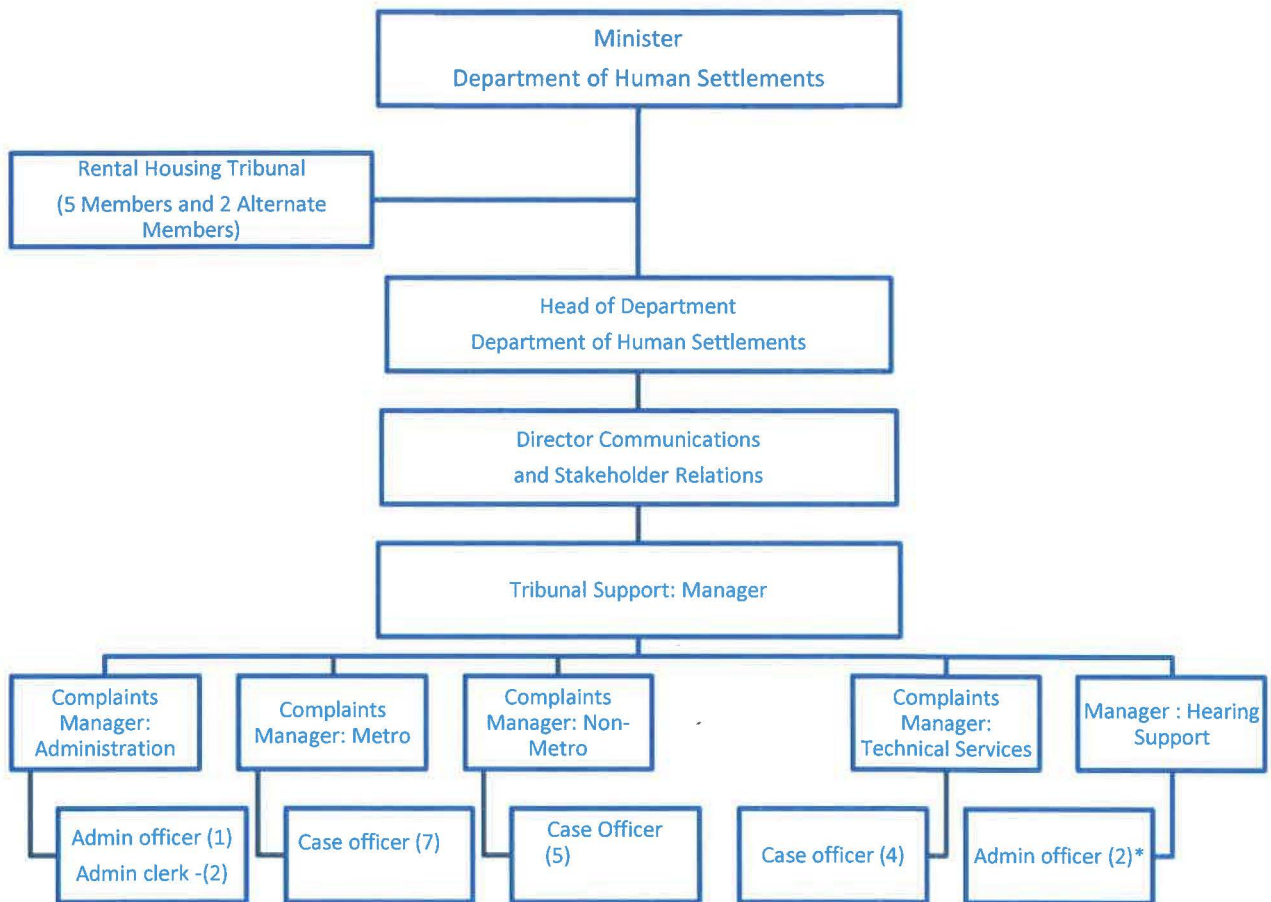 Minister
Department of Human Settlements
Rental Housing Tribunal
(5 Members and 2 Alternate
Members)
Head of Department
Department of Human Settlements
Director Communications
and Stakeholder Relations
Tribunal Support: Manager
Complaints
Manager:
Administration
Complaints
Manager: Metro
Complaints
Manager: Non-
Metro
Complaints
Manager:
Technical Services
Manager : Hearing
Support
Admin officer (1)
Admin clerk -(2)
Case officer (7)
Case Officer
(5)
Case officer (4)
Admin officer (2)*